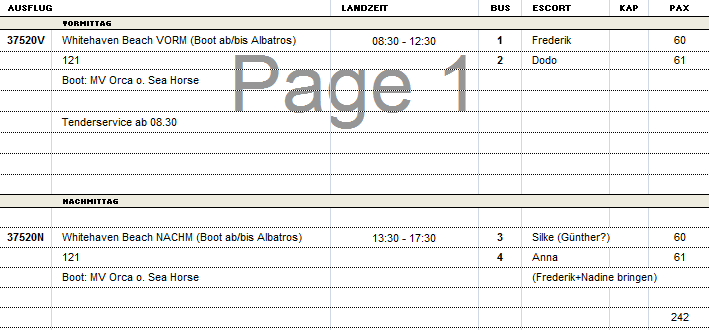 AUSFLUG LANDZEIT BUS ESCORT KAP PAX
VORMITTAG
37520V Whitehaven Beach VORM (Boot ab/bis Albatros) 08:30 - 12:30 1 Frederik 60
121 2 Dodo 61
Boot: MV Orca o. Sea Horse
Page 1
Tenderservice ab 08.30
NACHMITTAG
37520N Whitehaven Beach NACHM (Boot ab/bis Albatros) 13:30 - 17:30 3 Silke (Günther?) 60
121 4 Anna 61
Boot: MV Orca o. Sea Horse (Frederik+Nadine bringen)
242